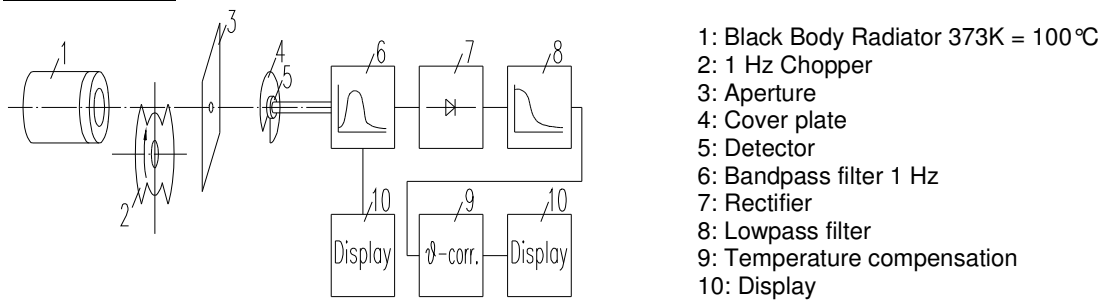 1
2
3
4
5
6
7
8
10
Display
9
ϑ-corr.
10
Display
1: Black Body Radiator 373K = 100°C
2: 1 Hz Chopper
3: Aperture
4: Cover plate
5: Detector
6: Bandpass filter 1 Hz
7: Rectifier
8: Lowpass filter
9: Temperature compensation
10: Display